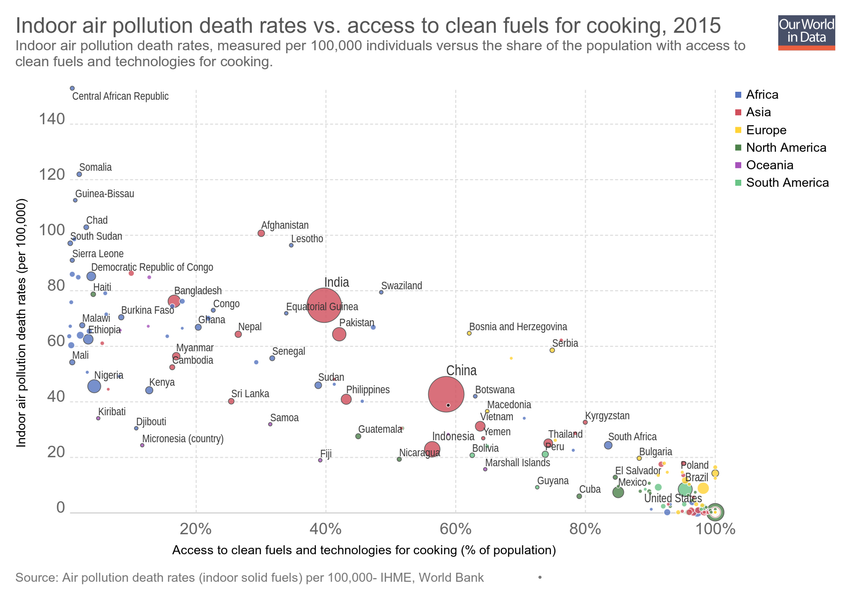 Indoor air pollution death rates vs. access to clean fuels for cooking, 2015
Indoor air pollution death rates, measured per 100,000 individuals versus the share of the population with access to
clean fuels and technologies for cooking.
Our World
in Data
Africa
Asia
Europe
North America
Oceania
South America
Indoor air pollution death rates (per 100,000)
140
120
100
80
60
40
20
0
Central African Republic
Somalia
Guinea-Bissau
Chad
South Sudan
Sierra Leone
Democratic Republic of Congo
Haiti
Afghanistan
Lesotho
India
Swaziland
Bangladesh
Congo
Equatorial Guinea
Burkina Faso
Malawi
Ethiopia
Ghana
Nepal
Pakistan
Bosnia and Herzegovina
Serbia
Mali
Myanmar
Cambodia
Senegal
China
Nigeria
Kenya
Sudan
Botswana
Sri Lanka
Philippines
Macedonia
Kiribati
Djibouti
Samoa
Vietnam
Kyrgyzstan
Micronesia (country)
Guatemala
Indonesia
Yemen
Thailand
South Africa
Fiji
Nicaragua
Bolivia
Peru
Bulgaria
Marshall Islands
El Salvador
Poland
Guyana
Cuba
Mexico
Brazil
United States
20%
40%
60%
80%
100%
Access to clean fuels and technologies for cooking (% of population)
Source: Air pollution death rates (indoor solid fuels) per 100,000- IHME, World Bank
•